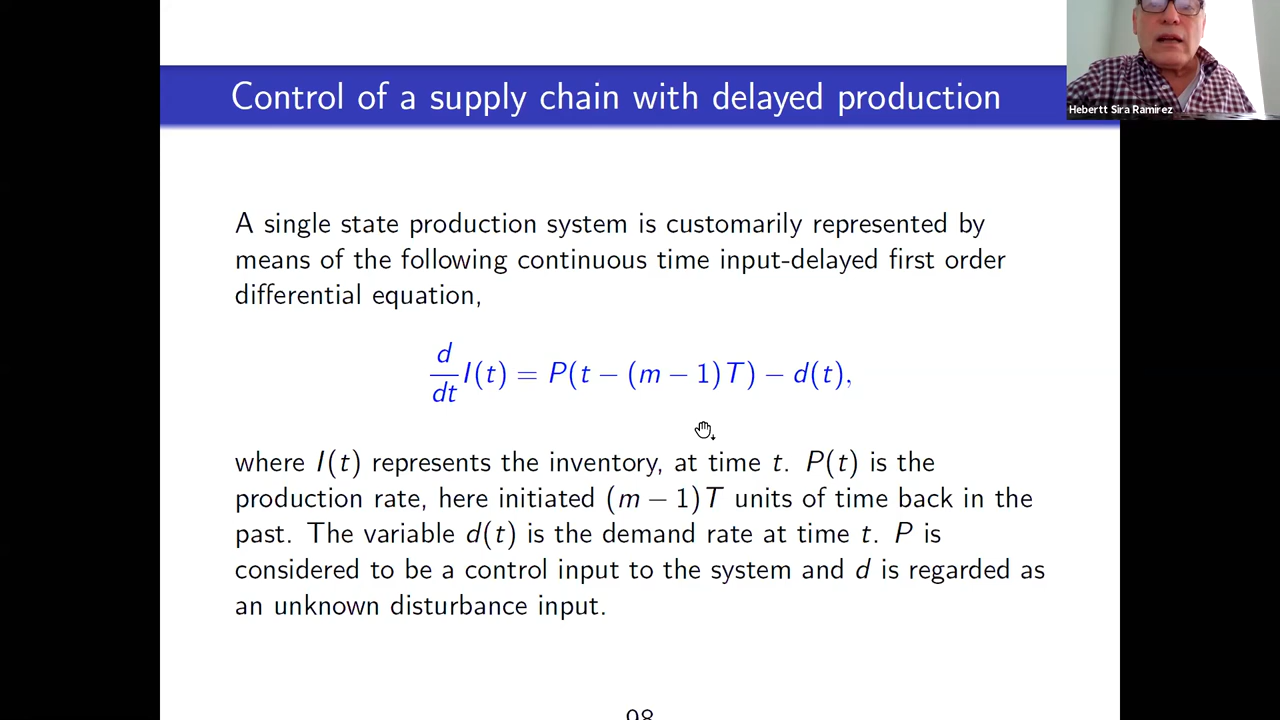 Control of a supply chain with delayed production
Hebertt Sira Ramirez
A single state production system is customarily represented by
means of the following continuous time input-delayed first order
differential equation,
d/dt I(t) = P(t − (m − 1)T) − d(t),
where I(t) represents the inventory, at time t. P(t) is the
production rate, here initiated (m − 1)T units of time back in the
past. The variable d(t) is the demand rate at time t. P is
considered to be a control input to the system and d is regarded as
an unknown disturbance input.
98